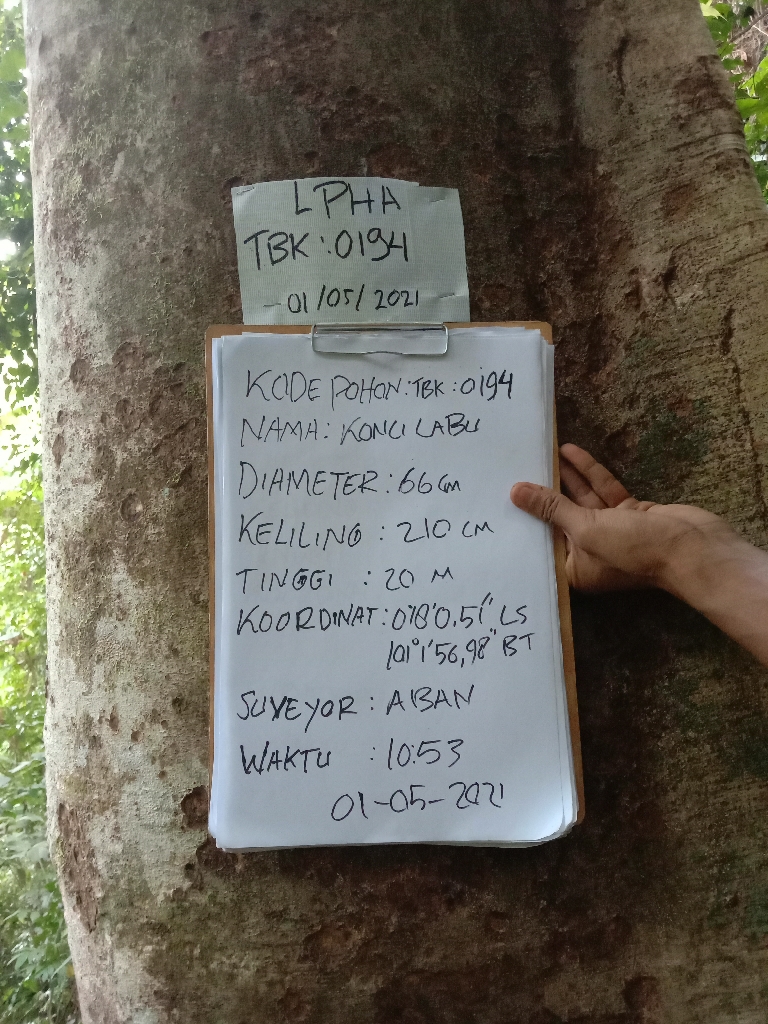 LPHA
TBK : 0194
- 01/05/2021
KODE POHON : TBK : 0194
NAMA : KONCI LABU
DIAMETER : 66 CM
KELILING : 210 CM
TINGGI : 20 M
KOORDINAT : 0°8'0,51" LS
101°1'56,98" BT
SUVEYOR : ABAN
WAKTU : 10:53
01-05-2021